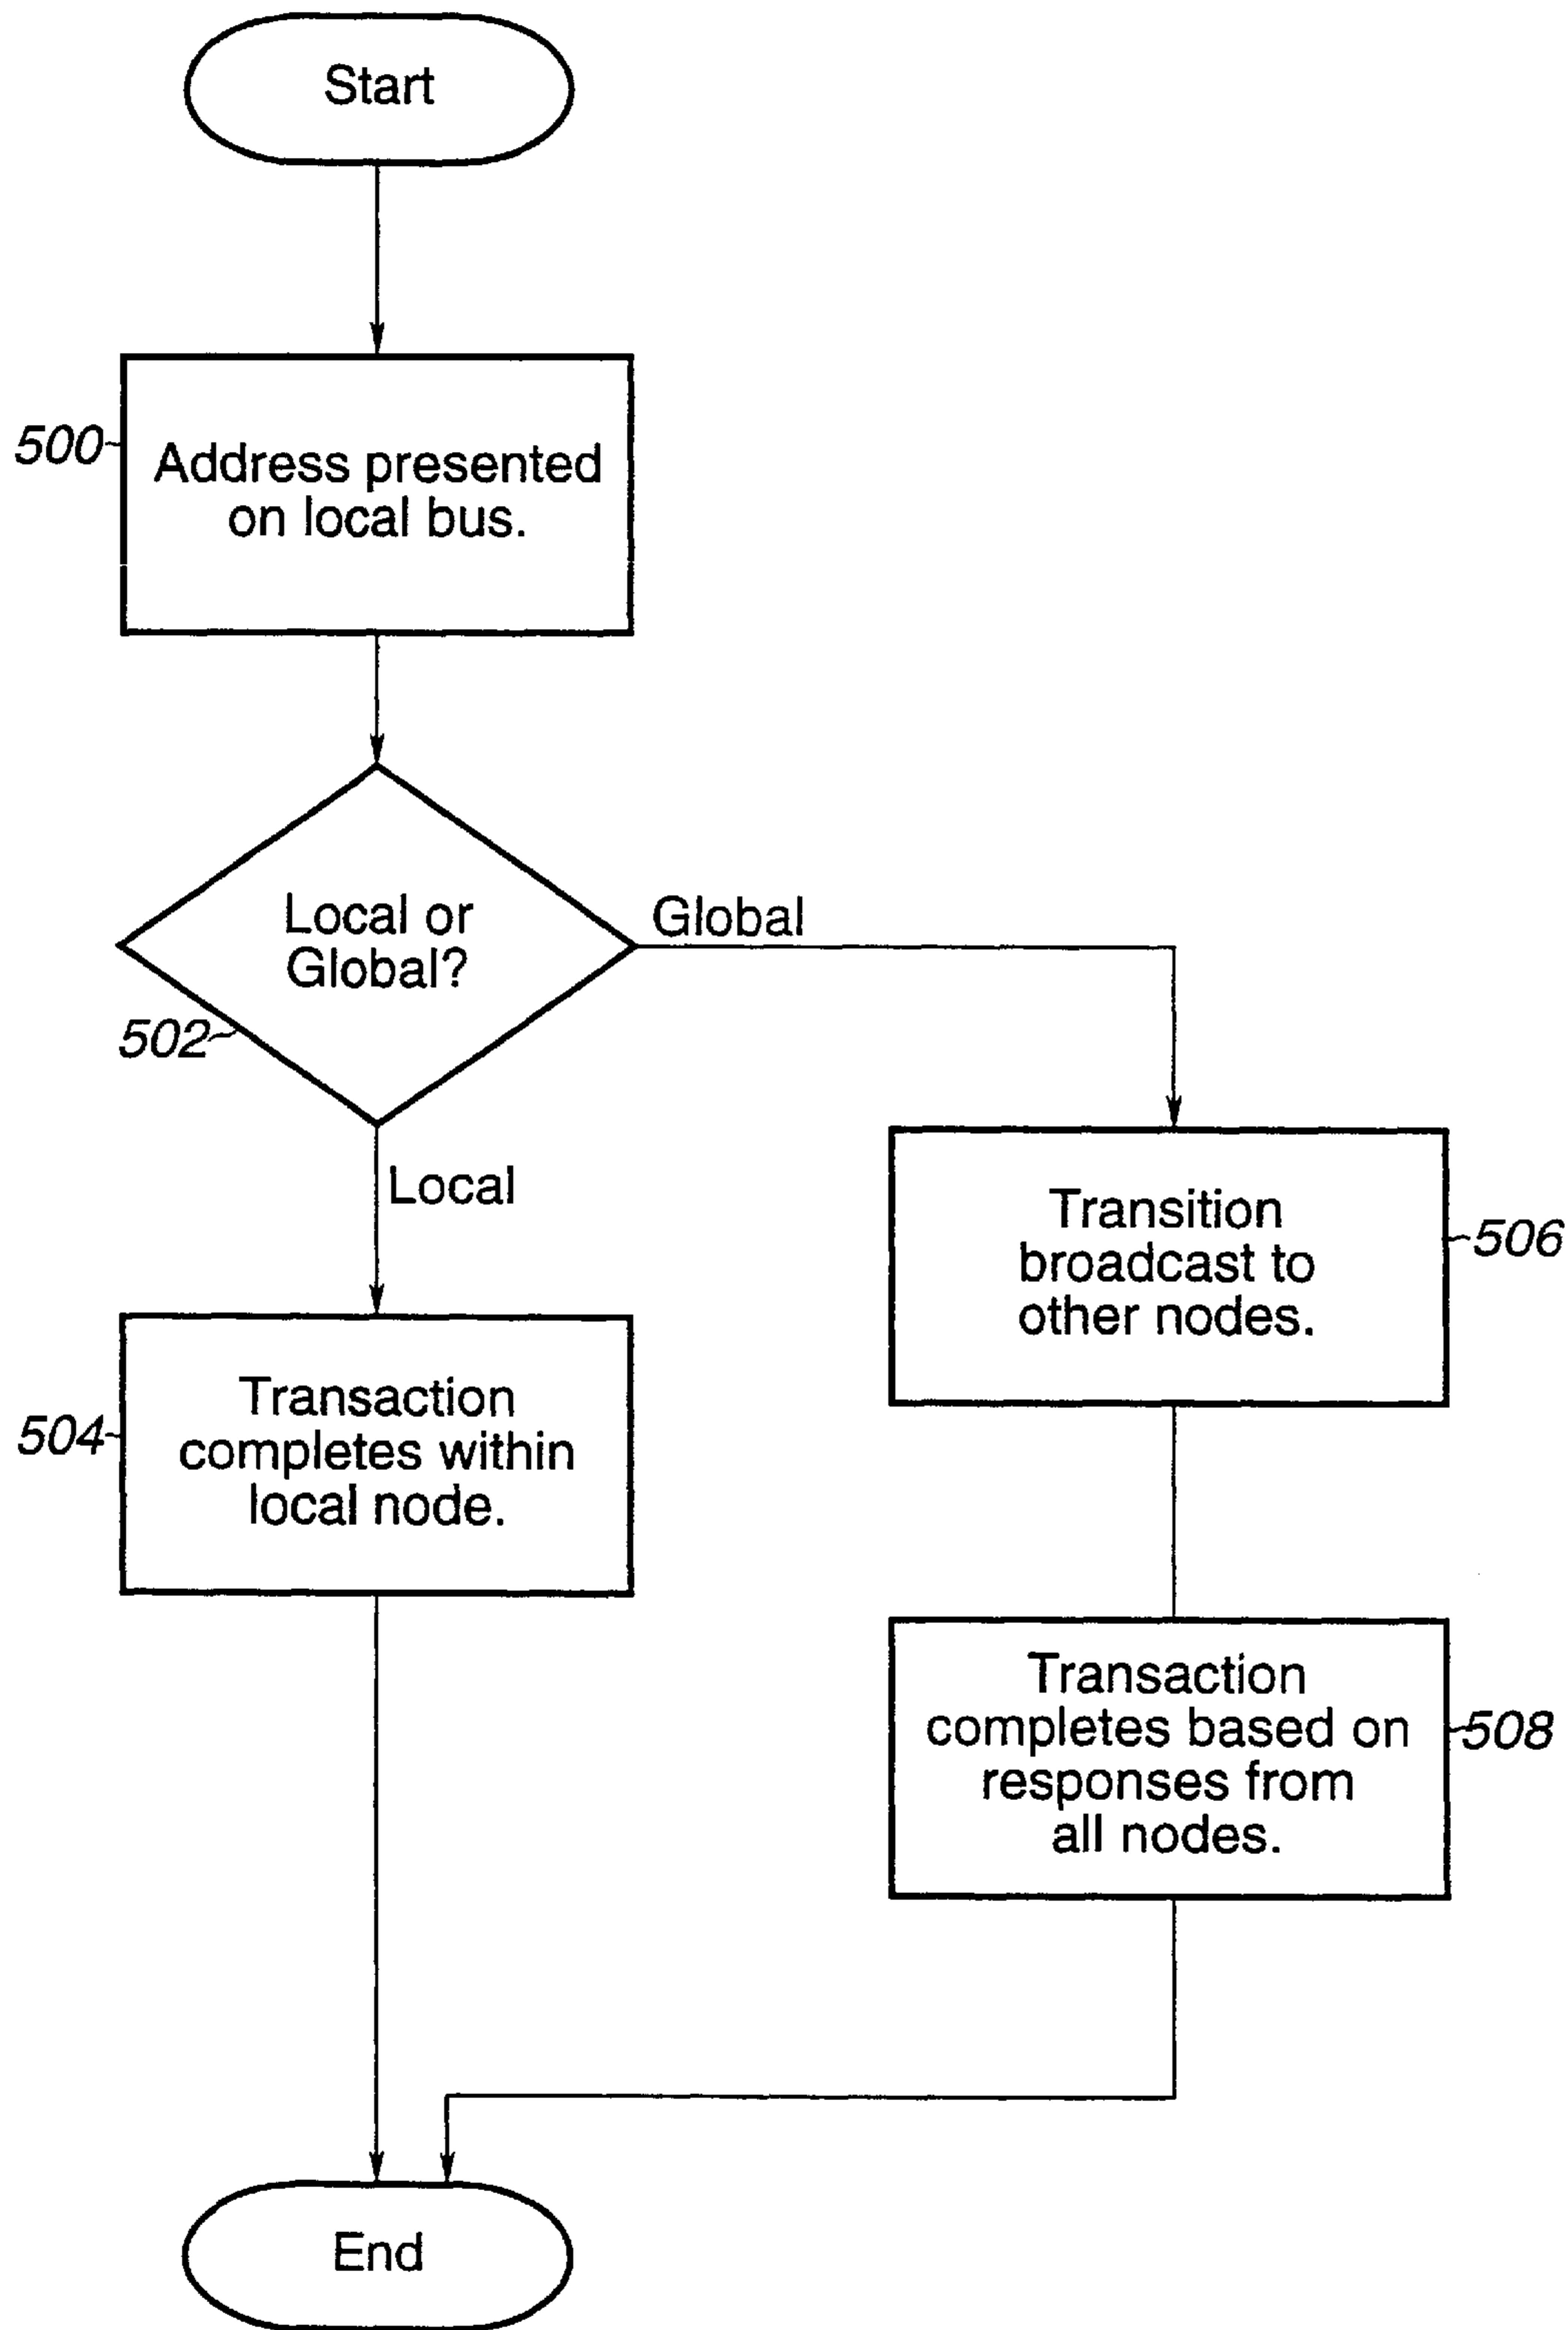 Start
500
Address presented
on local bus.
Local or
Global?
Global
502
Local
Transition
broadcast to
other nodes.
506
504
Transaction
completes within
local node.
Transaction
completes based on
responses from
all nodes.
508
End